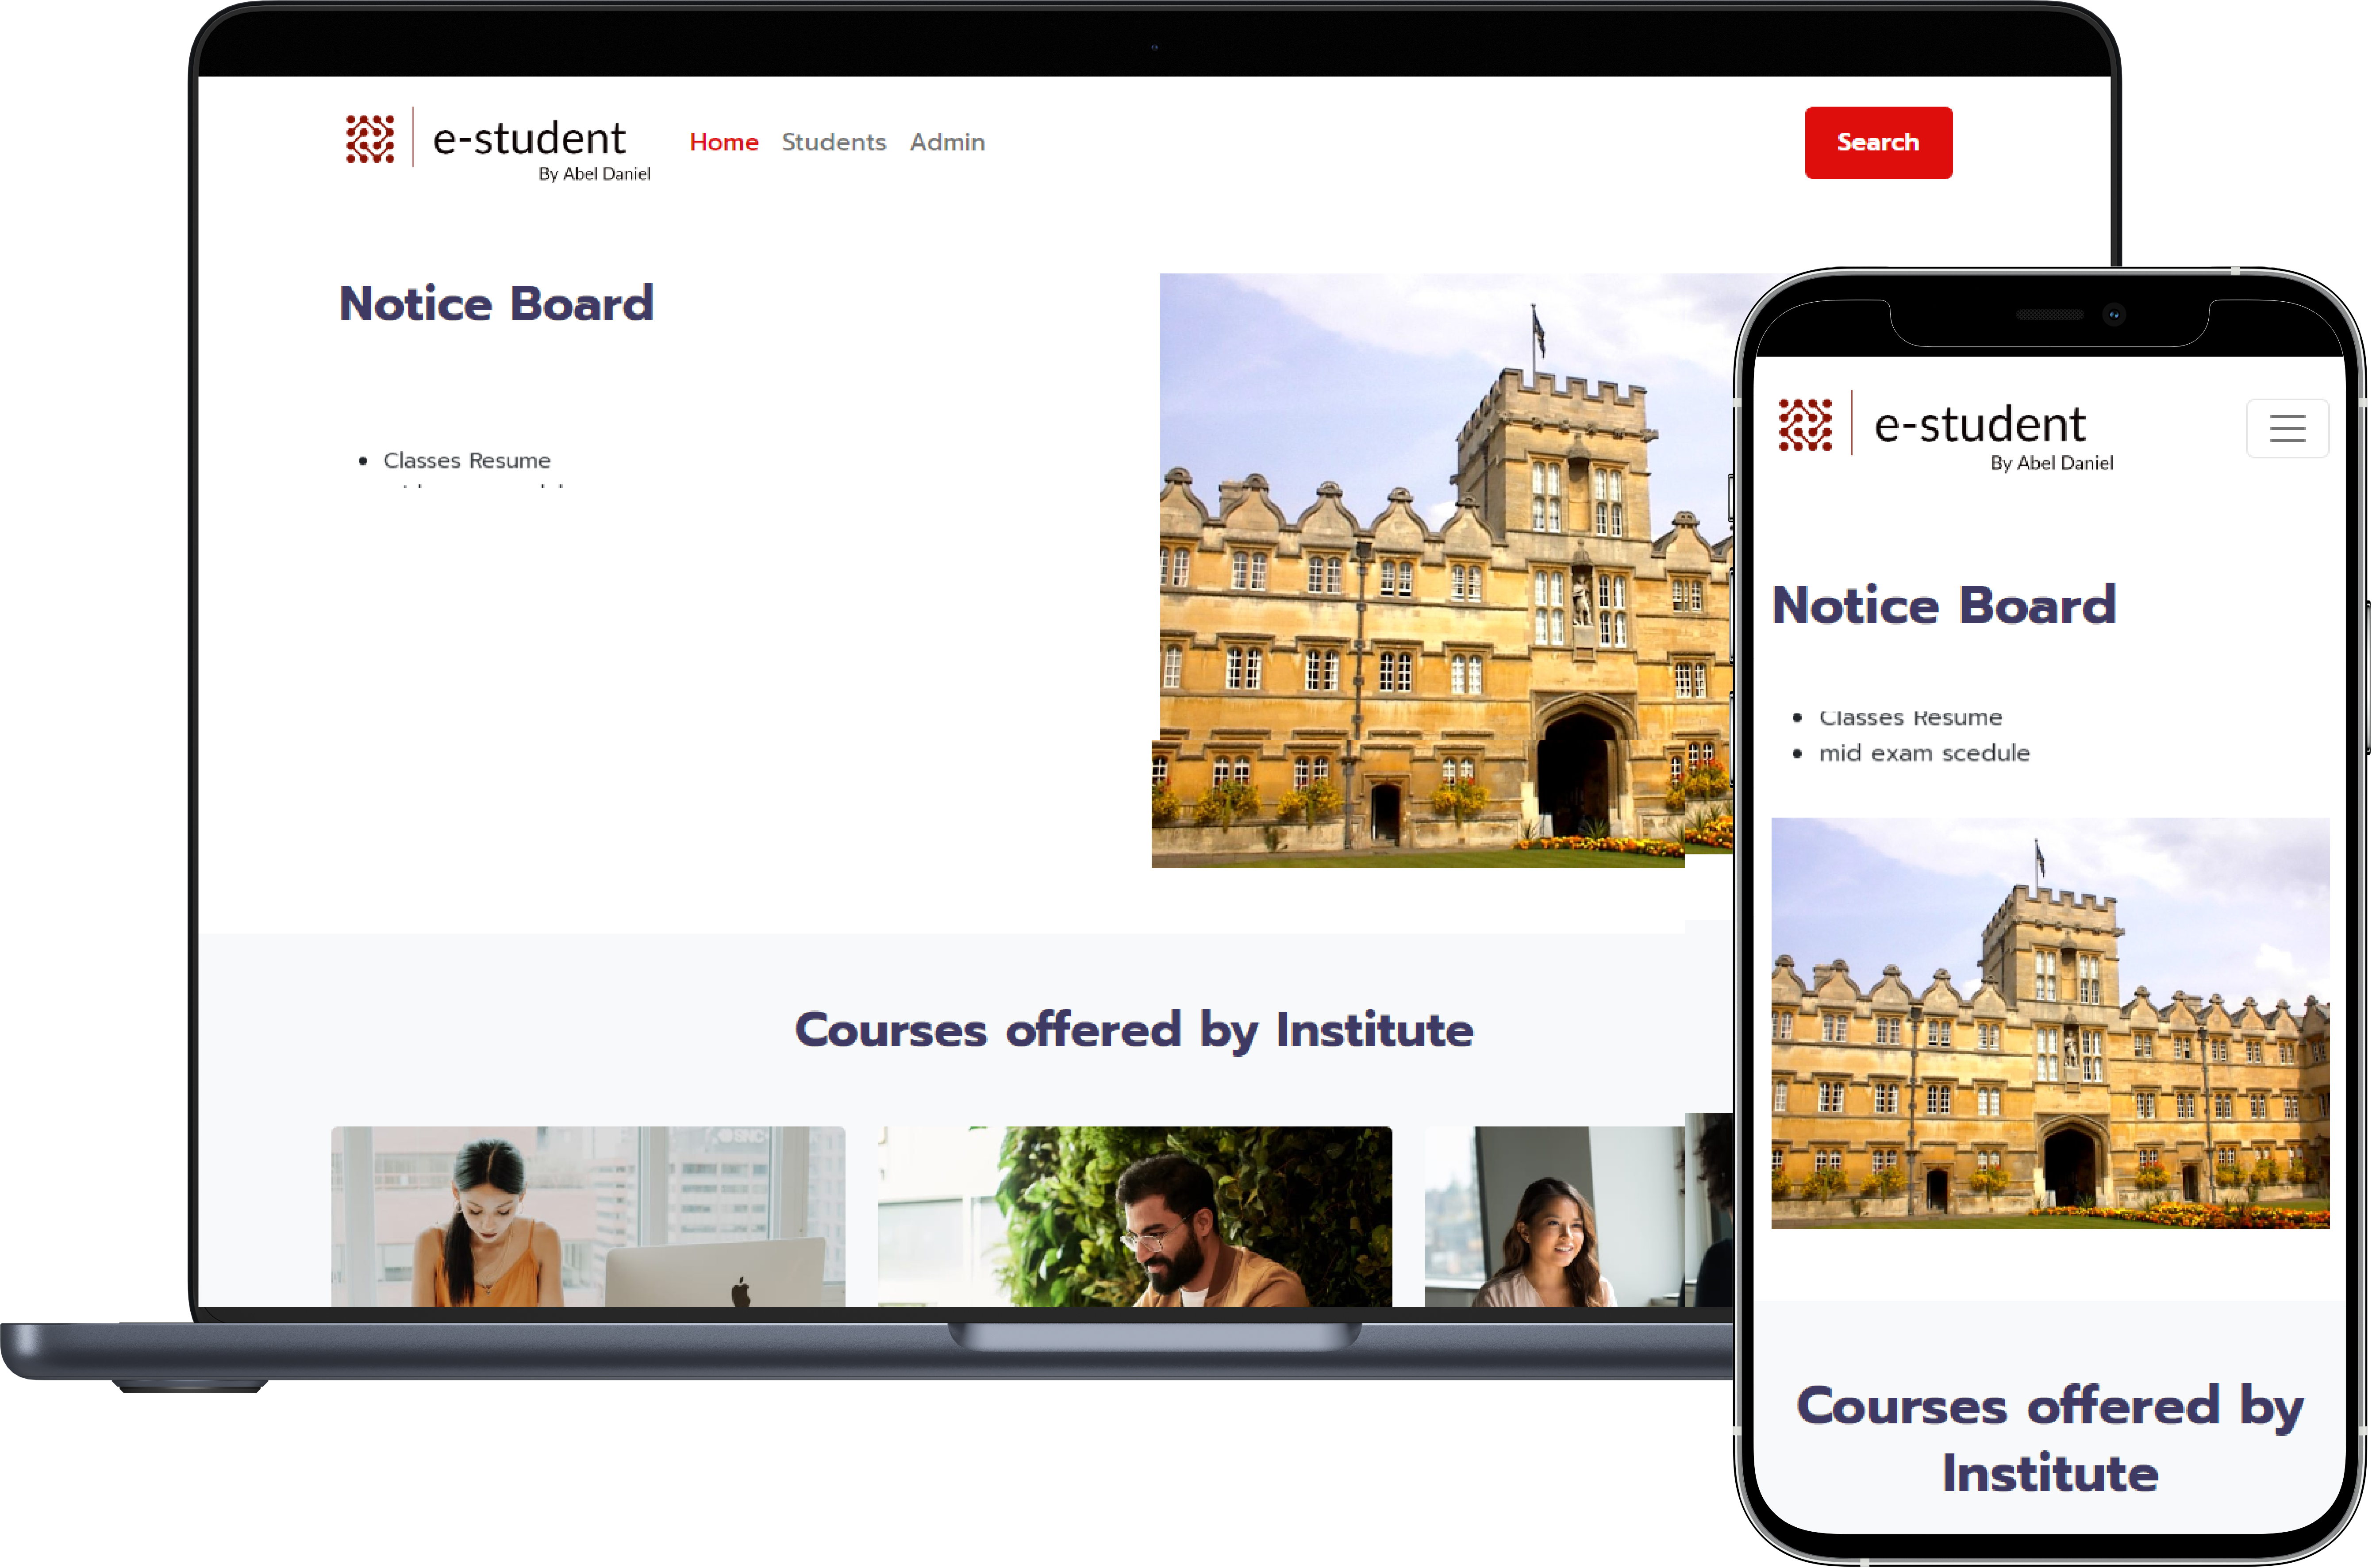 e-student
By Abel Daniel
Home Students Admin
Search
Notice Board
Classes Resume
Courses offered by Institute
e-student
By Abel Daniel
Notice Board
Classes Resume
mid exam scedule
Courses offered by
Institute